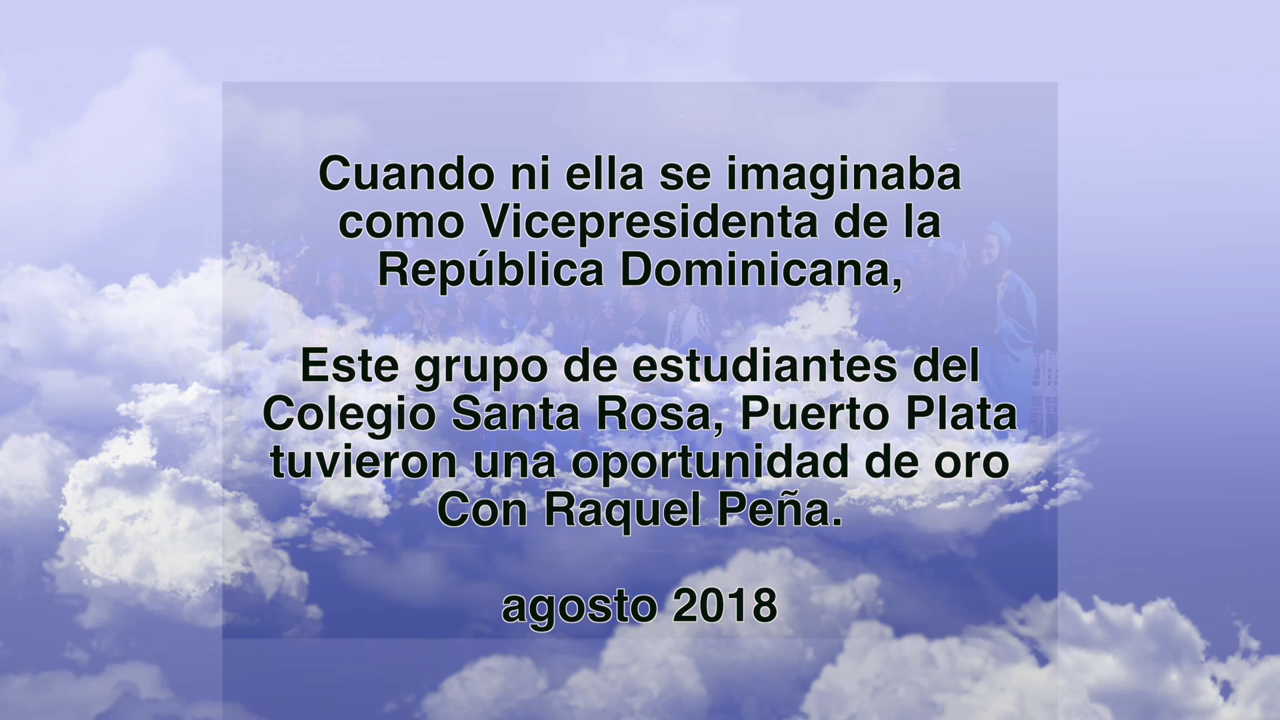 Cuando ni ella se imaginaba
como Vicepresidenta de la
República Dominicana,
Este grupo de estudiantes del
Colegio Santa Rosa, Puerto Plata
tuvieron una oportunidad de oro
Con Raquel Peña.
agosto 2018